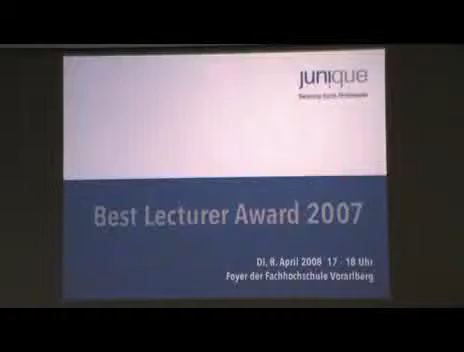 junique
Best Lecturer Award 2007
Di, 8. April 2008 17 - 18 Uhr
Foyer der Fachhochschule Vorarlberg